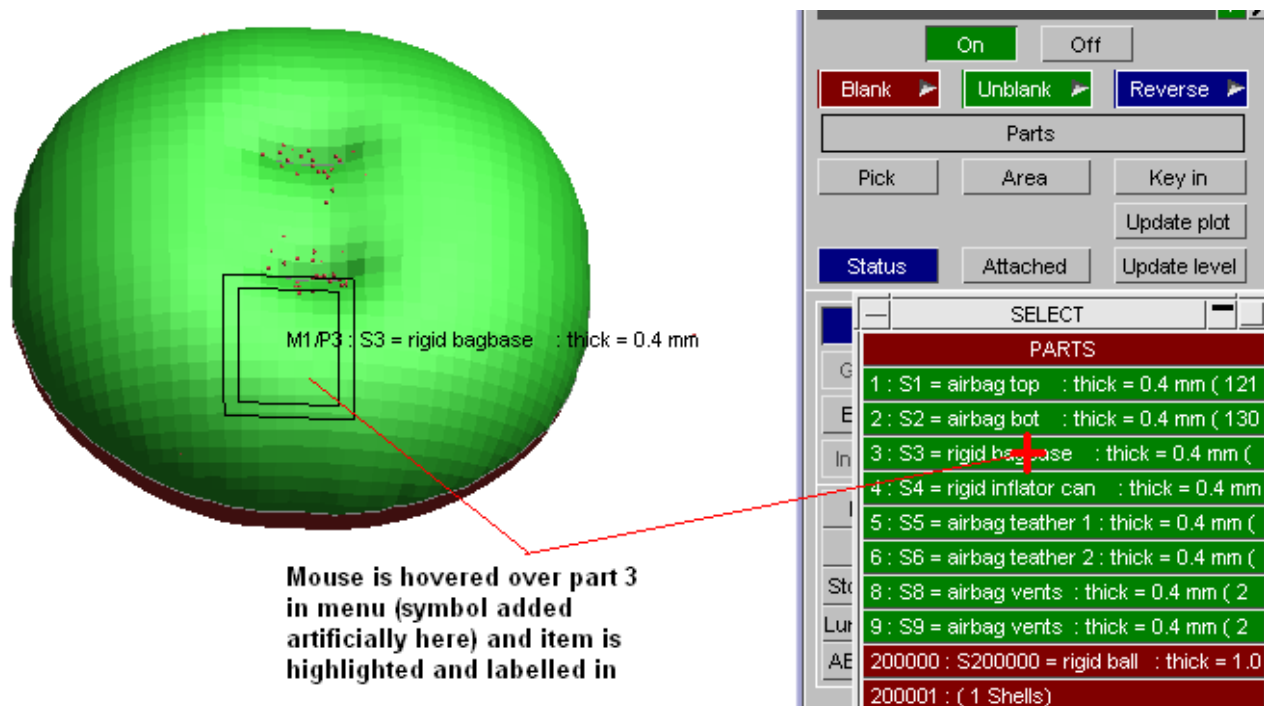 On
Off
Blank
Unblank
Reverse
Parts
Pick
Area
Key in
Update plot
Status
Attached
Update level
SELECT
PARTS
1 : S1 = airbag top : thick = 0.4 mm ( 121
2 : S2 = airbag bot : thick = 0.4 mm ( 130
3 : S3 = rigid bagbase : thick = 0.4 mm (
4 : S4 = rigid inflator can : thick = 0.4 mm
5 : S5 = airbag teather 1 : thick = 0.4 mm (
6 : S6 = airbag teather 2 : thick = 0.4 mm (
8 : S8 = airbag vents : thick = 0.4 mm ( 2
9 : S9 = airbag vents : thick = 0.4 mm ( 2
200000 : S200000 = rigid ball : thick = 1.0
200001 : ( 1 Shells)
M1/P3 : S3 = rigid bagbase : thick = 0.4 mm
Mouse is hovered over part 3
in menu (symbol added
artificially here) and item is
highlighted and labelled in